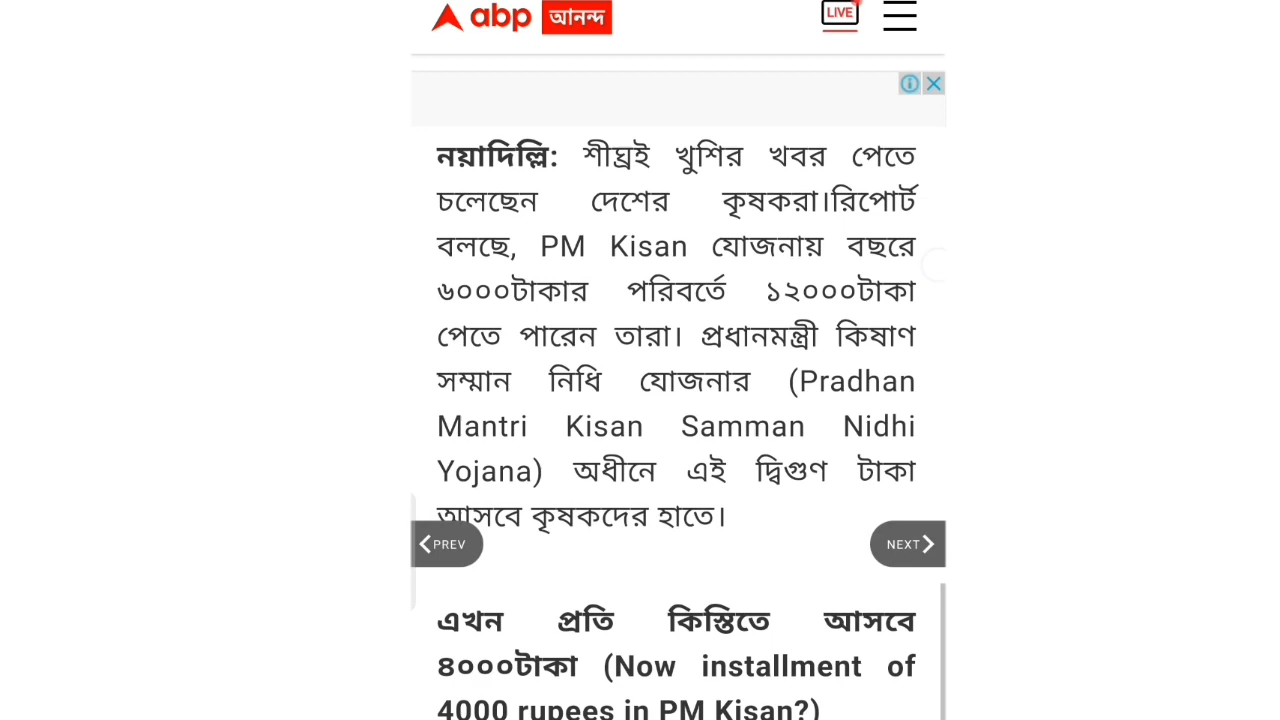 abp আনন্দ LIVE
নয়াদিল্লি: শীঘ্রই খুশির খবর পেতে
চলেছেন দেশের কৃষকরা।রিপোর্ট
বলছে, PM Kisan যোজনায় বছরে
৬০০০টাকার পরিবর্তে ১২০০০টাকা
পেতে পারেন তারা। প্রধানমন্ত্রী কিষাণ
সম্মান নিধি যোজনার (Pradhan
Mantri Kisan Samman Nidhi
Yojana) অধীনে এই দ্বিগুণ টাকা
আসবে কৃষকদের হাতে।
PREV NEXT
এখন প্রতি কিস্তিতে আসবে
৪০০০টাকা (Now installment of
4000 rupees in PM Kisan?)